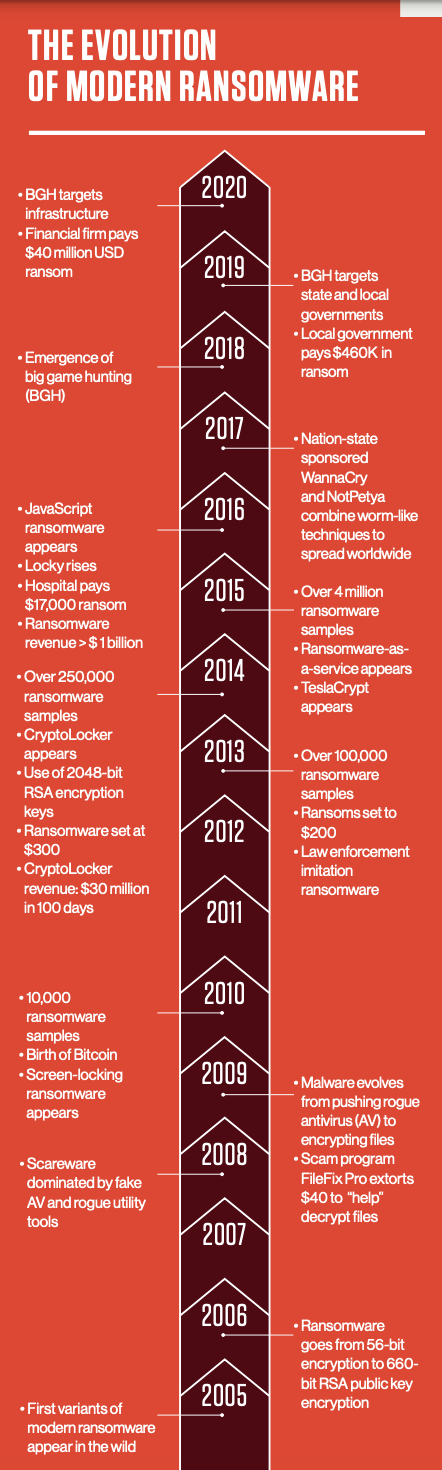 THE EVOLUTION
OF MODERN RANSOMWARE
2020
• BGH targets
infrastructure
• Financial firm pays
$40 million USD
ransom
2019
• BGH targets
state and local
governments
• Local government
pays $460K in
ransom
2018
• Emergence of
big game hunting
(BGH)
2017
• Nation-state
sponsored
WannaCry
and NotPetya
combine worm-like
techniques to
spread worldwide
2016
• JavaScript
ransomware
appears
• Locky rises
• Hospital pays
$17,000 ransom
• Ransomware
revenue > $1 billion
2015
• Over 4 million
ransomware
samples
• Ransomware-as-
a-service appears
• TeslaCrypt
appears
2014
• Over 250,000
ransomware
samples
• CryptoLocker
appears
• Use of 2048-bit
RSA encryption
keys
• Ransomware set at
$300
• CryptoLocker
revenue: $30 million
in 100 days
2013
• Over 100,000
ransomware
samples
• Ransoms set to
$200
• Law enforcement
imitation
ransomware
2012
2011
2010
• 10,000
ransomware
samples
• Birth of Bitcoin
• Screen-locking
ransomware
appears
2009
• Malware evolves
from pushing rogue
antivirus (AV) to
encrypting files
• Scam program
FileFix Pro extorts
$40 to "help"
decrypt files
2008
• Scareware
dominated by fake
AV and rogue utility
tools
2007
2006
• Ransomware
goes from 56-bit
encryption to 660-
bit RSA public key
encryption
2005
• First variants of
modern ransomware
appear in the wild